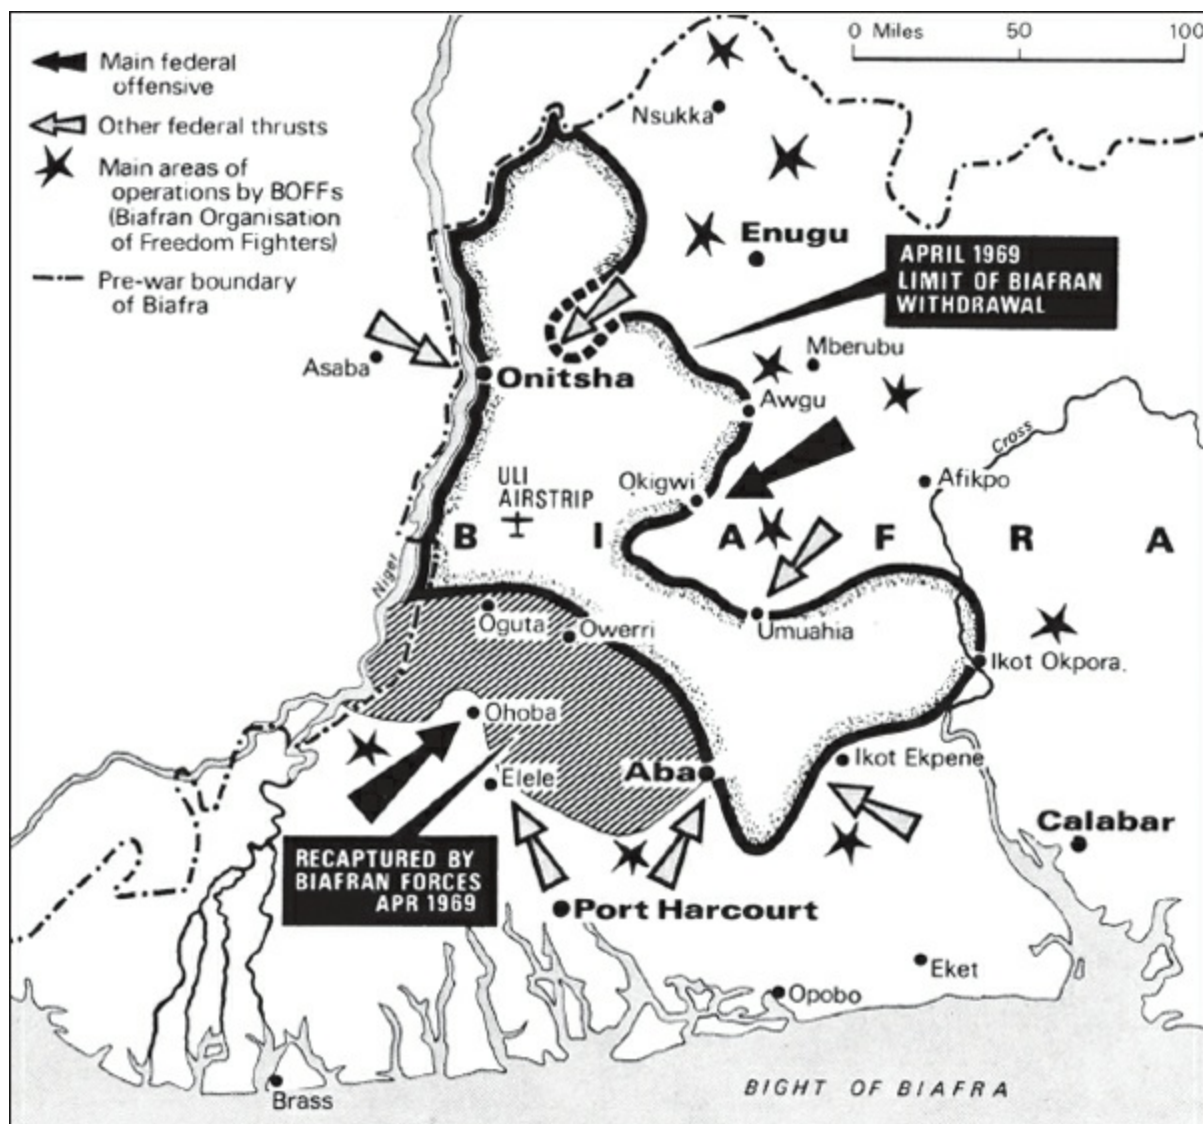 Main federal
offensive
Other federal thrusts
Main areas of
operations by BOFFs
(Biafran Organisation
of Freedom Fighters)
Pre-war boundary
of Biafra
0 Miles 50 100
Nsukka
Enugu
APRIL 1969
LIMIT OF BIAFRAN
WITHDRAWAL
Mberubu
Asaba
Onitsha
Awgu
Cross
ULI
AIRSTRIP
Okigwi
Afikpo
B I A F R A
Niger
Oguta
Owerri
Umuahia
Ikot Okpora.
Ohoba
Elele
Aba
Ikot Ekpene
Calabar
RECAPTURED BY
BIAFRAN FORCES
APR 1969
Port Harcourt
Eket
Opobo
Brass
BIGHT OF BIAFRA